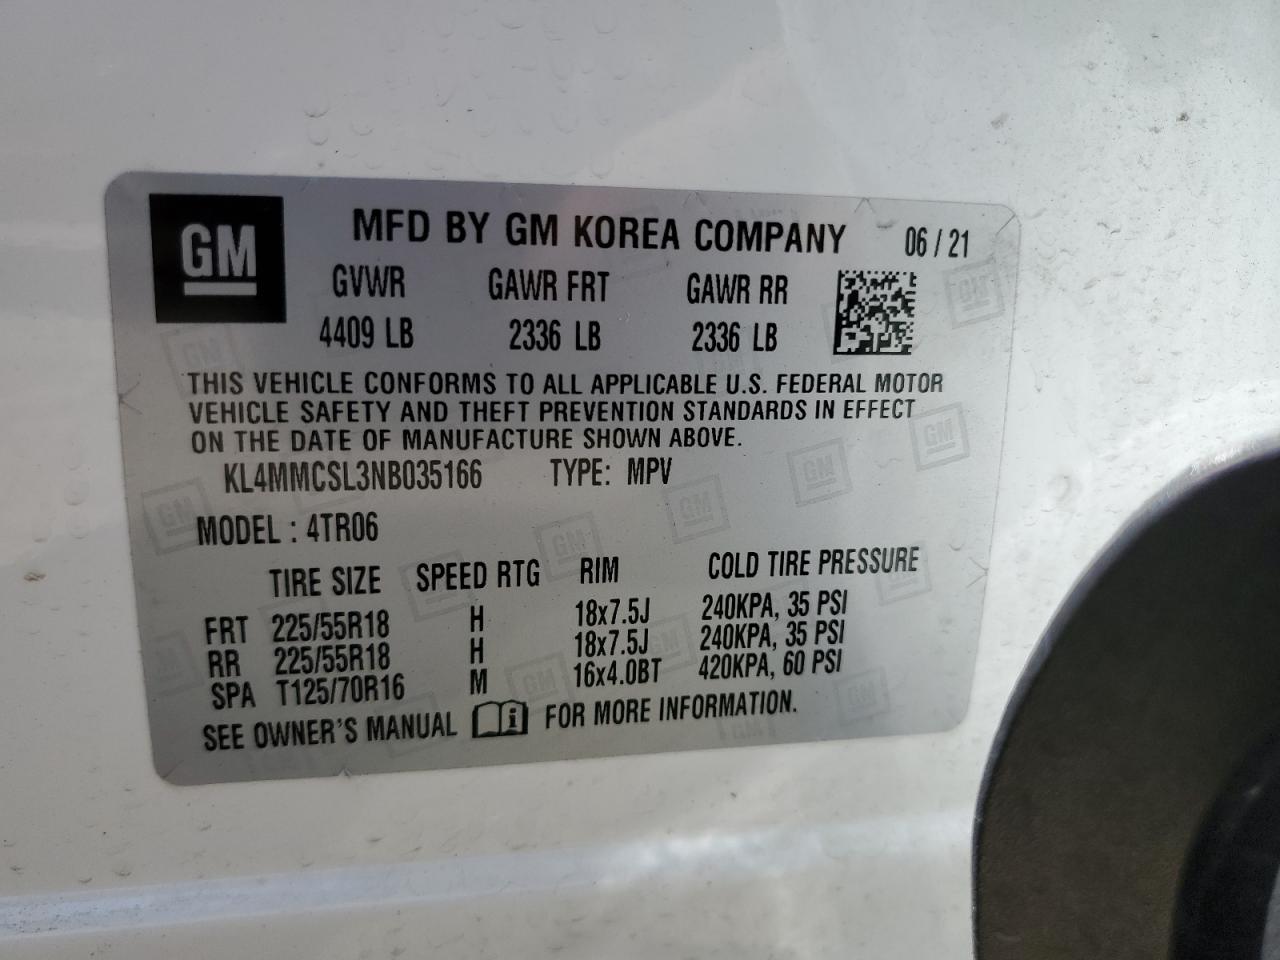 GM
MFD BY GM KOREA COMPANY 06 / 21
GVWR GAWR FRT GAWR RR
4409 LB 2336 LB 2336 LB
THIS VEHICLE CONFORMS TO ALL APPLICABLE U.S. FEDERAL MOTOR
VEHICLE SAFETY AND THEFT PREVENTION STANDARDS IN EFFECT
ON THE DATE OF MANUFACTURE SHOWN ABOVE.
KL4MMCSL3NB035166 TYPE: MPV
MODEL : 4TR06
TIRE SIZE SPEED RTG RIM COLD TIRE PRESSURE
FRT 225/55R18 H 18x7.5J 240KPA, 35 PSI
RR 225/55R18 H 18x7.5J 240KPA, 35 PSI
SPA T125/70R16 M 16x4.0BT 420KPA, 60 PSI
SEE OWNER'S MANUAL i FOR MORE INFORMATION.